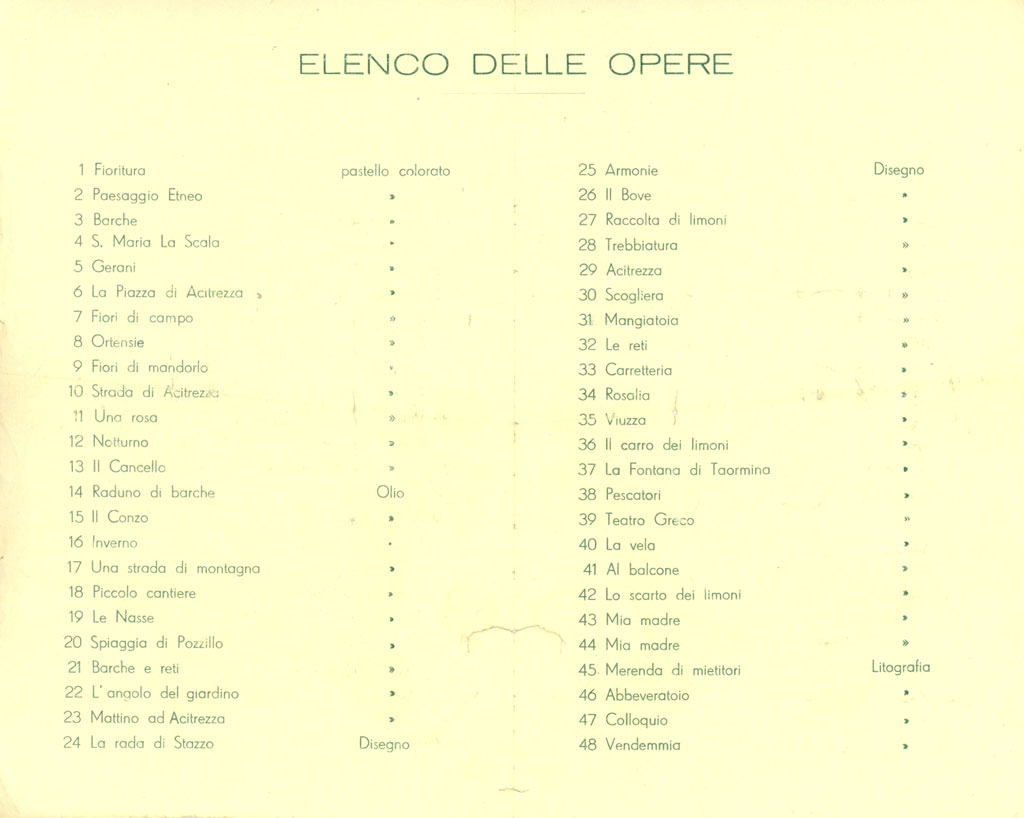 ELENCO DELLE OPERE
1 Fioritura pastello colorato
2 Paesaggio Etneo »
3 Barche »
4 S. Maria La Scala »
5 Gerani »
6 La Piazza di Acitrezza »
7 Fiori di campo »
8 Ortensie »
9 Fiori di mandorlo »
10 Strada di Acitrezza »
11 Una rosa »
12 Notturno »
13 Il Cancello »
14 Raduno di barche Olio
15 Il Conzo »
16 Inverno »
17 Una strada di montagna »
18 Piccolo cantiere »
19 Le Nasse »
20 Spiaggia di Pozzillo »
21 Barche e reti »
22 L'angolo del giardino »
23 Mattino ad Acitrezza »
24 La rada di Stazzo Disegno
25 Armonie Disegno
26 Il Bove »
27 Raccolta di limoni »
28 Trebbiatura »
29 Acitrezza »
30 Scogliera »
31 Mangiatoia »
32 Le reti »
33 Carretteria »
34 Rosalia »
35 Viuzza »
36 Il carro dei limoni »
37 La Fontana di Taormina »
38 Pescatori »
39 Teatro Greco »
40 La vela »
41 Al balcone »
42 Lo scarto dei limoni »
43 Mia madre »
44 Mia madre »
45 Merenda di mietitori Litografia
46 Abbeveratoio »
47 Colloquio »
48 Vendemmia »